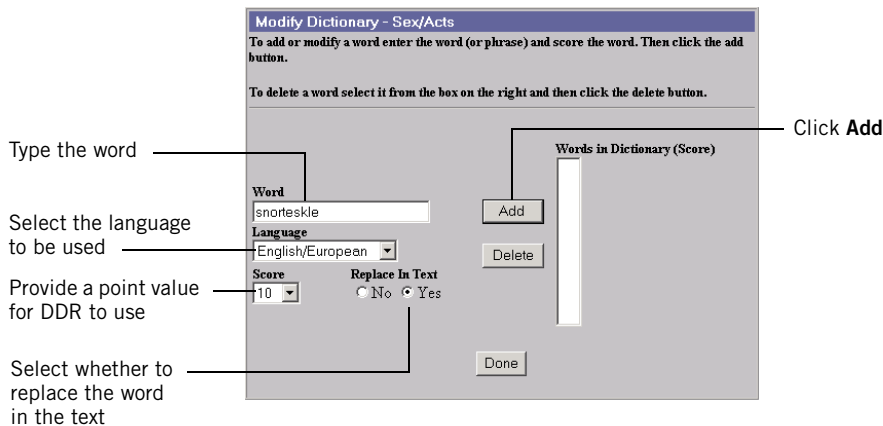 Modify Dictionary - Sex/Acts
To add or modify a word enter the word (or phrase) and score the word. Then click the add
button.
To delete a word select it from the box on the right and then click the delete button.
Click Add
Type the word
Words in Dictionary (Score)
Word
snorteskle
Add
Select the language
to be used
Language
English/European
Delete
Provide a point value
for DDR to use
Score
Replace In Text
10
No Yes
Select whether to
replace the word
in the text
Done